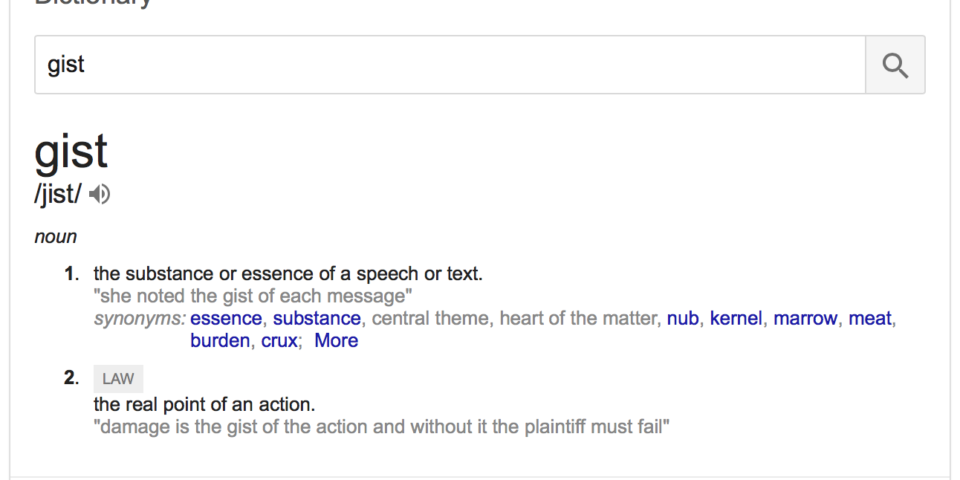 Dictionary
gist
gist
/jist/
noun
1. the substance or essence of a speech or text.
"she noted the gist of each message"
synonyms: essence, substance, central theme, heart of the matter, nub, kernel, marrow, meat,
burden, crux; More
2. LAW
the real point of an action.
"damage is the gist of the action and without it the plaintiff must fail"